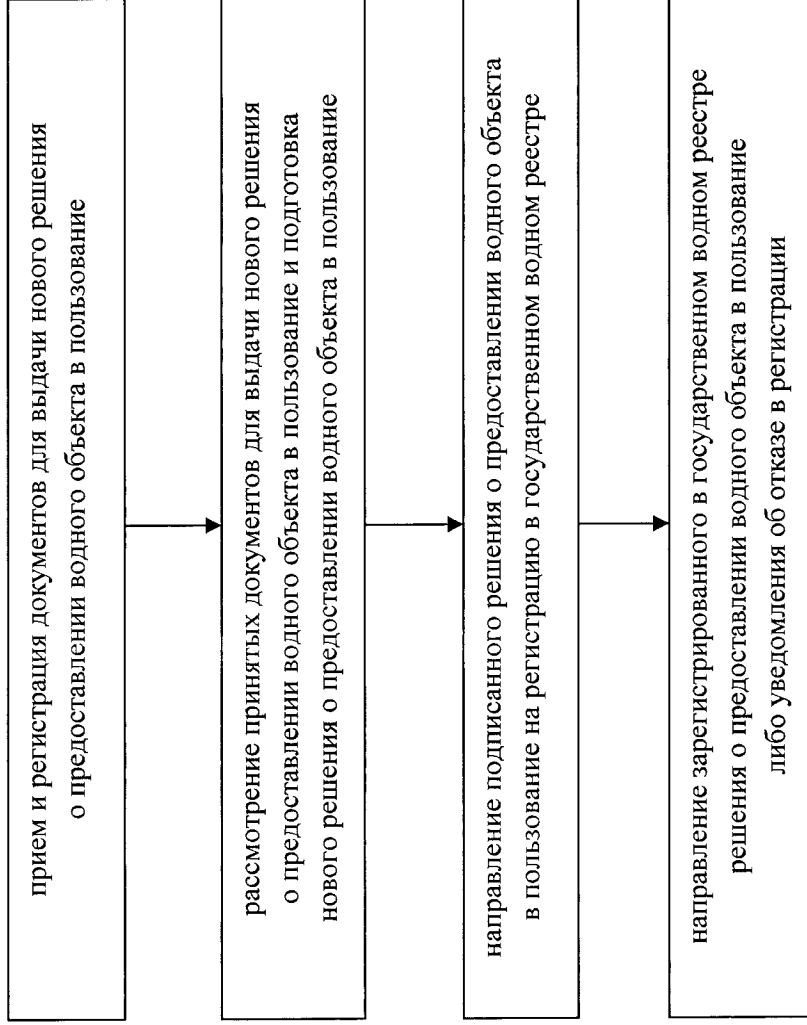 прием и регистрация документов для выдачи нового решения
о предоставлении водного объекта в пользование
рассмотрение принятых документов для выдачи нового решения
о предоставлении водного объекта в пользование и подготовка
нового решения о предоставлении водного объекта в пользование
направление подписанного решения о предоставлении водного объекта
в пользование на регистрацию в государственном водном реестре
направление зарегистрированного в государственном водном реестре
решения о предоставлении водного объекта в пользование
либо уведомления об отказе в регистрации